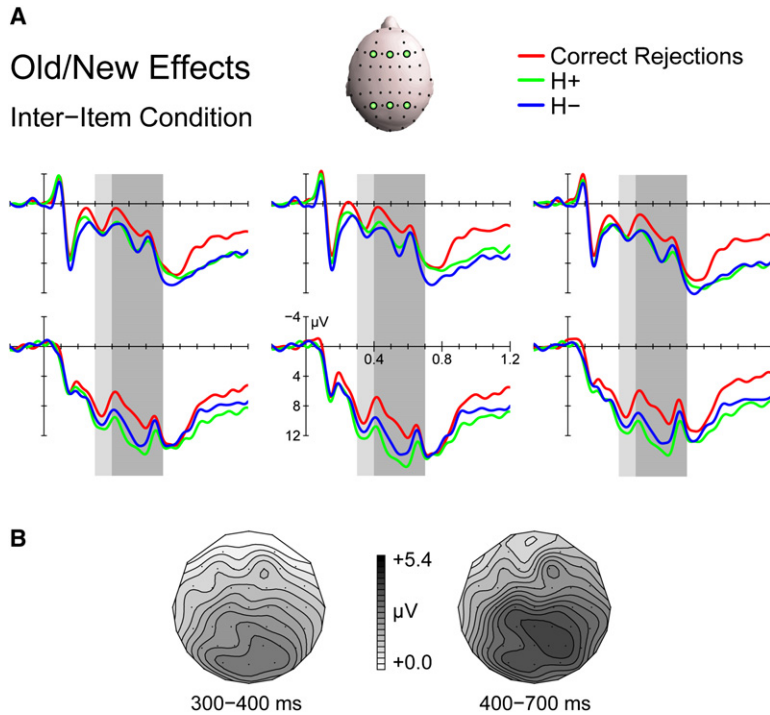 A
Old/New Effects
Inter−Item Condition
Correct Rejections
H+
H−
−4
μV
0.4 0.8 1.2
4
8
12
B
+5.4
μV
+0.0
300−400 ms
400−700 ms